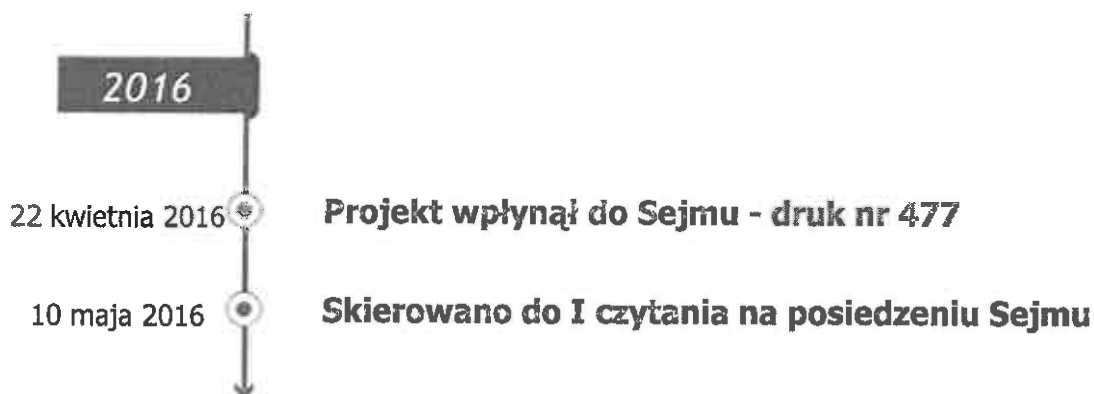 2016
22 kwietnia 2016 Projekt wpłynął do Sejmu - druk nr 477
10 maja 2016 Skierowano do I czytania na posiedzeniu Sejmu